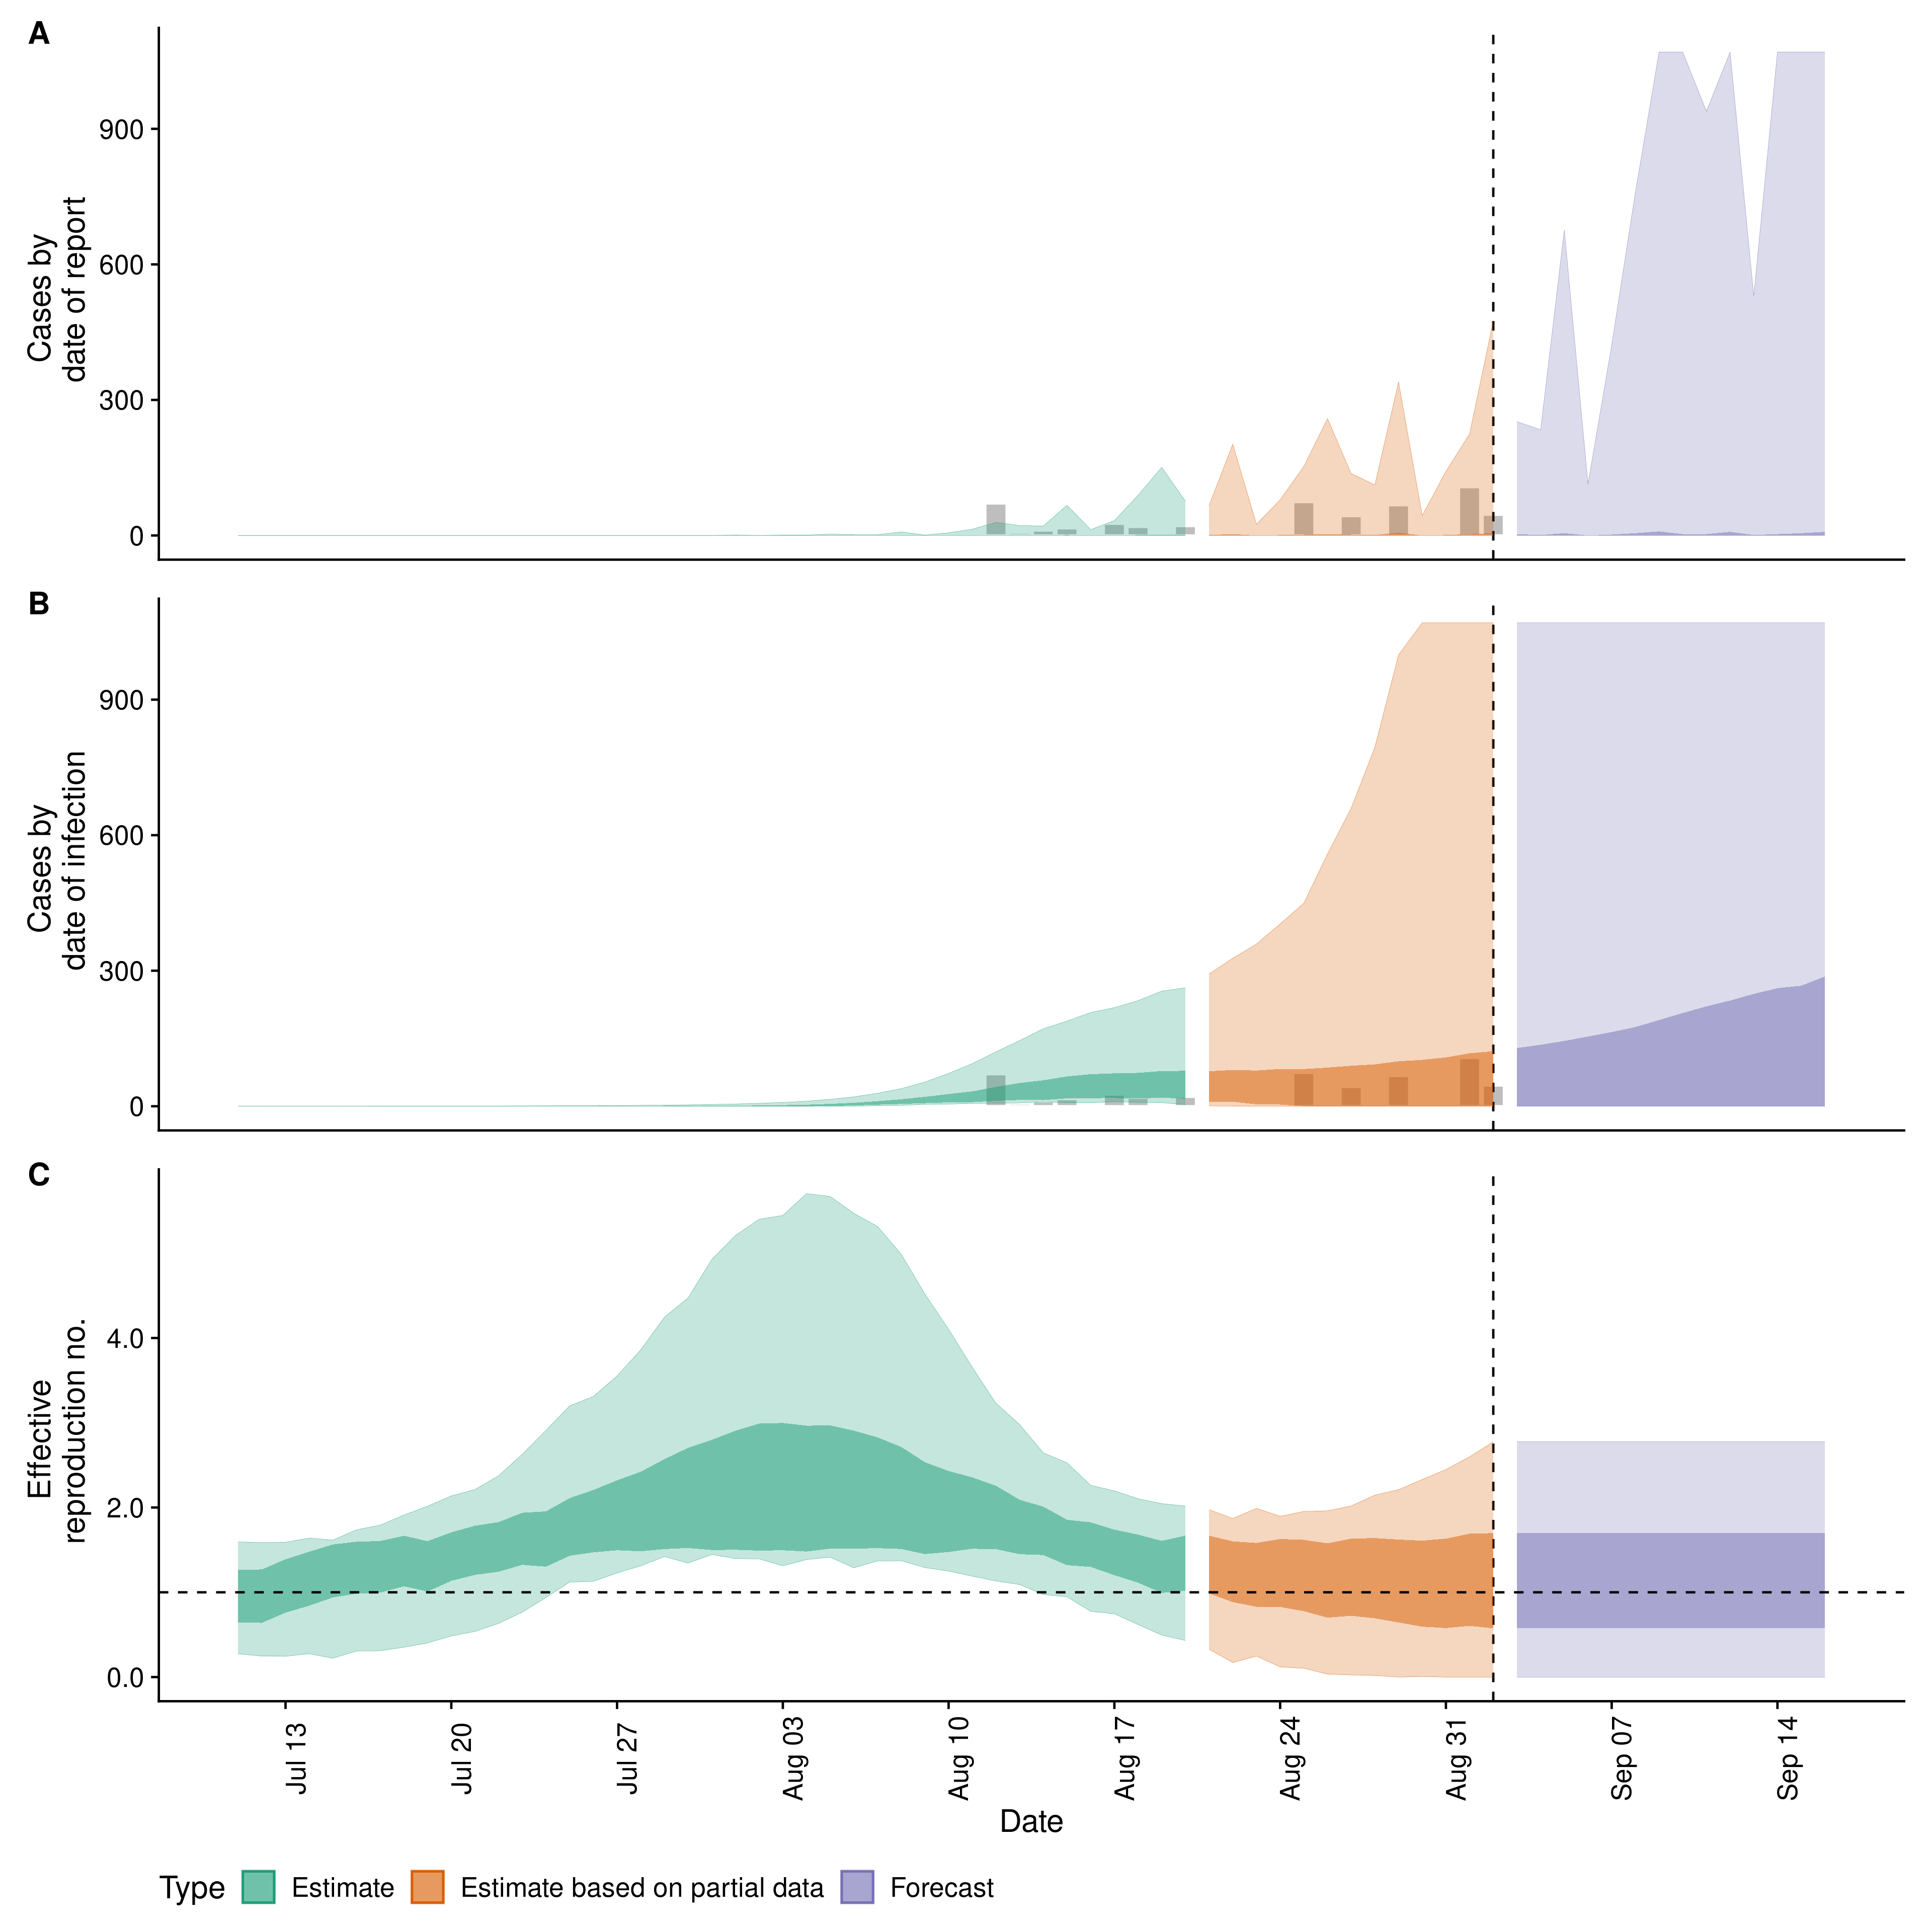 A
Cases by
date of report
900
600
300
0
B
Cases by
date of infection
900
600
300
0
C
Effective
reproduction no.
4.0
2.0
0.0
Jul 13
Jul 20
Jul 27
Aug 03
Aug 10
Aug 17
Aug 24
Aug 31
Sep 07
Sep 14
Date
Type Estimate Estimate based on partial data Forecast